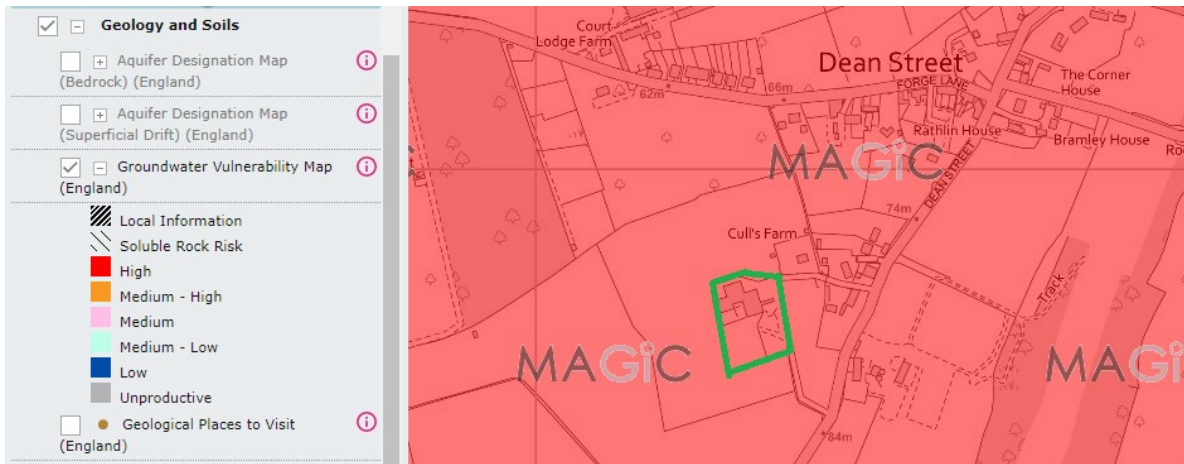 Geology and Soils
Aquifer Designation Map
(Bedrock) (England)
Aquifer Designation Map
(Superficial Drift) (England)
Groundwater Vulnerability Map
(England)
Local Information
Soluble Rock Risk
High
Medium - High
Medium
Medium - Low
Low
Unproductive
Geological Places to Visit
(England)
Court
Lodge Farm
Dean Street
62m
66m
FORGE LANE
The Corner
House
Rathlin House
Bramley House
MAGiC
DEAN STREET
74m
Cull's Farm
Track
MAGiC
MAGiC
84m